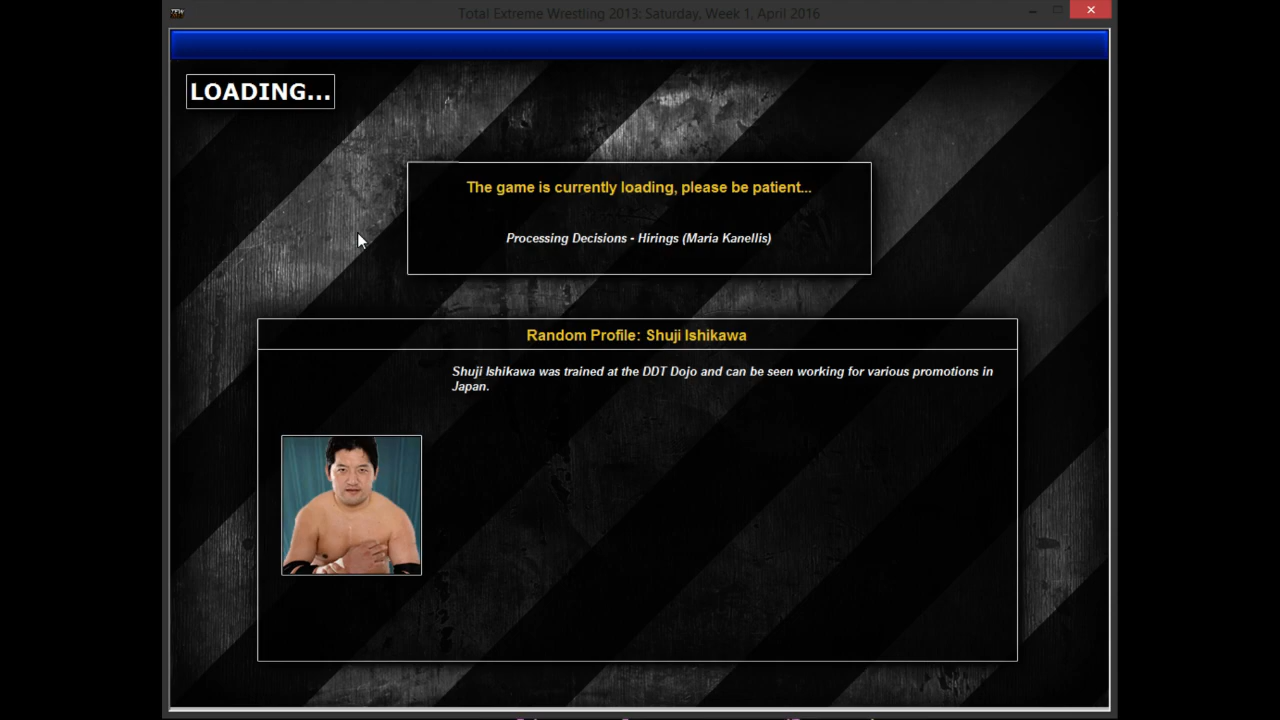 TEW
Total Extreme Wrestling 2013: Saturday, Week 1, April 2016
LOADING...
The game is currently loading, please be patient...
Processing Decisions - Hirings (Maria Kanellis)
Random Profile: Shuji Ishikawa
Shuji Ishikawa was trained at the DDT Dojo and can be seen working for various promotions in
Japan.